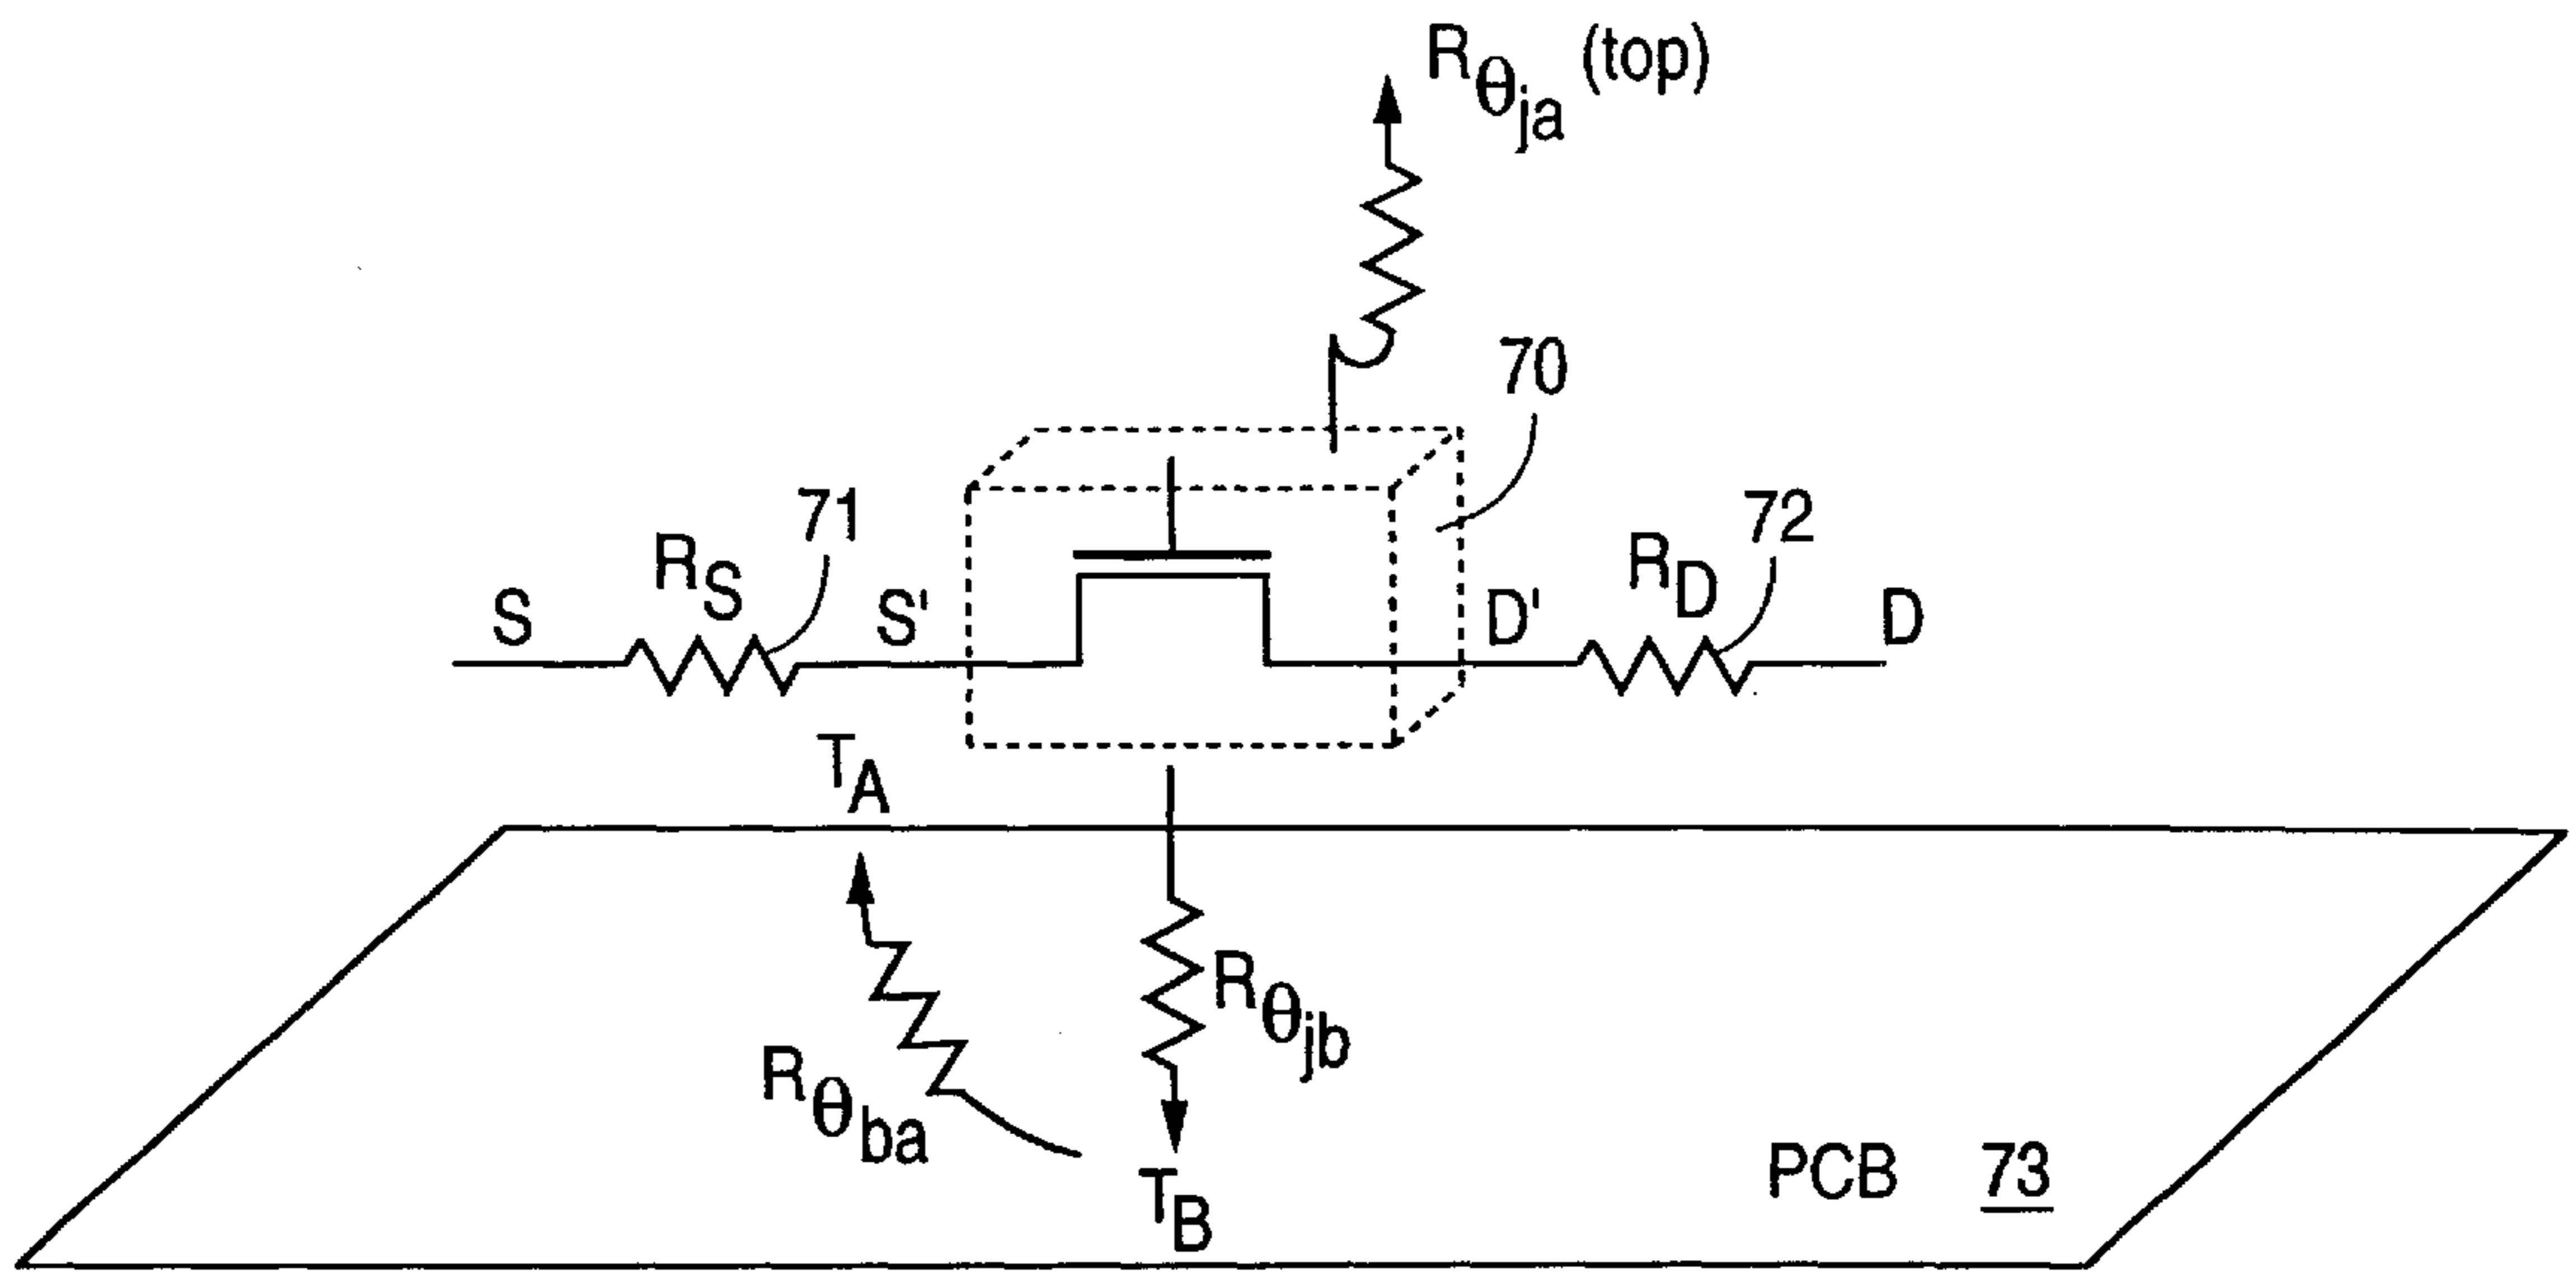 Rθja (top)
70
71
72
RS
RD
S
S'
D'
D
TA
Rθjb
Rθba
TB
PCB 73